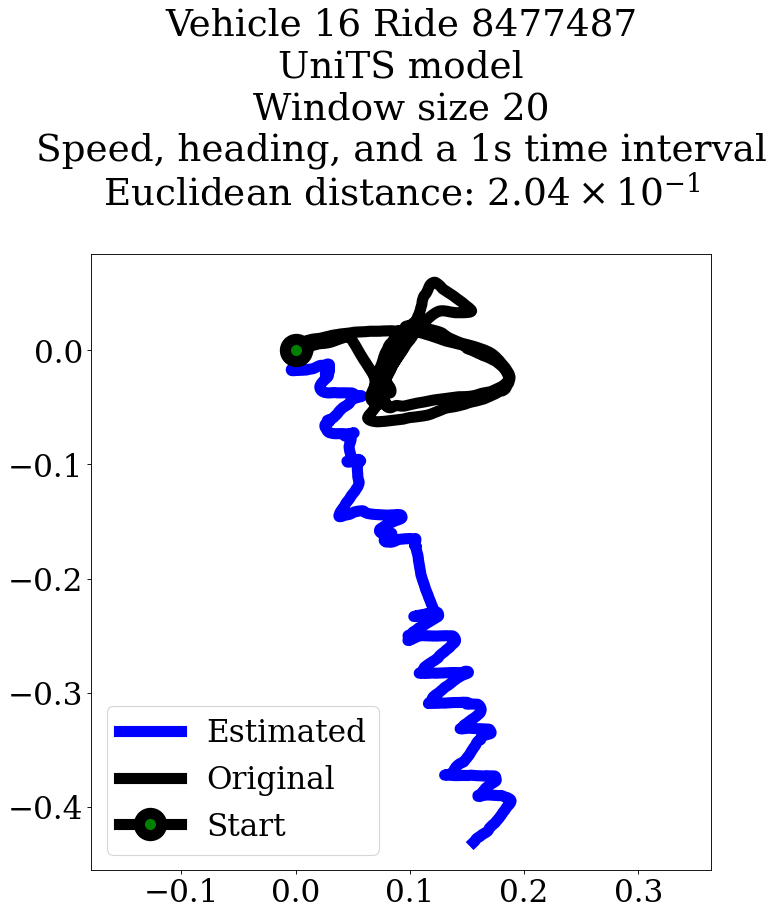 Vehicle 16 Ride 8477487
UniTS model
Window size 20
Speed, heading, and a 1s time interval
Euclidean distance: 2.04 × 10⁻¹
0.0
−0.1
−0.2
−0.3
−0.4
Estimated
Original
Start
−0.1 0.0 0.1 0.2 0.3